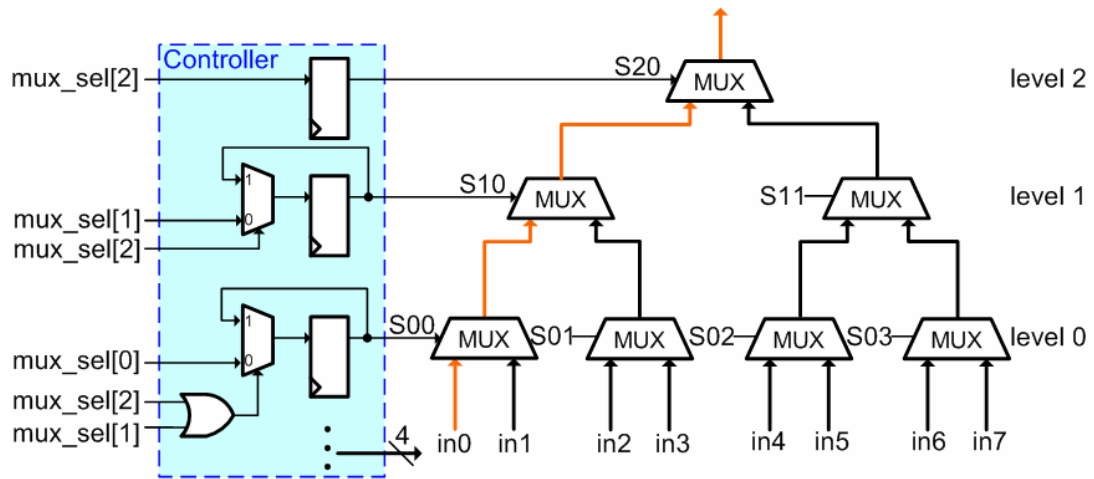 Controller
mux_sel[2] S20 MUX level 2
1
mux_sel[1] 0 S10 MUX S11 MUX level 1
mux_sel[2]
1
mux_sel[0] 0 S00 MUX S01 MUX S02 MUX S03 MUX level 0
mux_sel[2]
mux_sel[1] 4 in0 in1 in2 in3 in4 in5 in6 in7